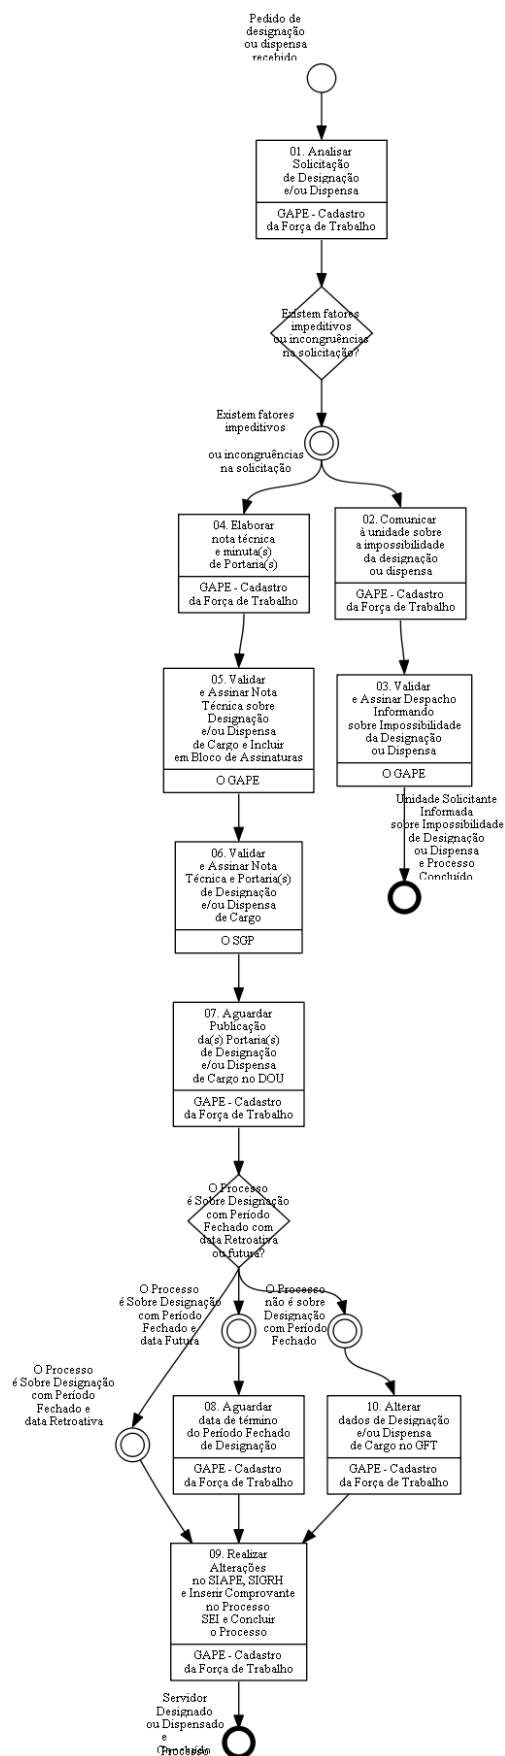 Pedido de
designação
ou dispensa
recebido
01. Analisar
Solicitação
de Designação
e/ou Dispensa
GAPE - Cadastro
da Força de Trabalho
Existem fatores
impeditivos
ou incongruências
na solicitação?
Existem fatores
impeditivos
ou incongruências
na solicitação
04. Elaborar
nota técnica
e minuta(s)
de Portaria(s)
GAPE - Cadastro
da Força de Trabalho
02. Comunicar
à unidade sobre
a impossibilidade
da designação
ou dispensa
GAPE - Cadastro
da Força de Trabalho
05. Validar
e Assinar Nota
Técnica sobre
Designação
e/ou Dispensa
de Cargo e Incluir
em Bloco de Assinaturas
O GAPE
03. Validar
e Assinar Despacho
Informando
sobre Impossibilidade
da Designação
ou Dispensa
O GAPE
Unidade Solicitante
Informada
sobre Impossibilidade
de Designação
ou Dispensa
e Processo
Concluído
06. Validar
e Assinar Nota
Técnica e Portaria(s)
de Designação
e/ou Dispensa
de Cargo
O SGP
07. Aguardar
Publicação
da(s) Portaria(s)
de Designação
e/ou Dispensa
de Cargo no DOU
GAPE - Cadastro
da Força de Trabalho
O Processo
é Sobre Designação
com Período
Fechado com
data Retroativa
ou futura?
O Processo
é Sobre Designação
com Período
Fechado e
data Futura
O Processo
não é sobre
Designação
com Período
Fechado
O Processo
é Sobre Designação
com Período
Fechado e
data Retroativa
08. Aguardar
data de término
do Período Fechado
de Designação
GAPE - Cadastro
da Força de Trabalho
10. Alterar
dados de Designação
e/ou Dispensa
de Cargo no GFT
GAPE - Cadastro
da Força de Trabalho
09. Realizar
Alterações
no SIAPE, SIGRH
e Inserir Comprovante
no Processo
SEI e Concluir
o Processo
GAPE - Cadastro
da Força de Trabalho
Servidor
Designado
ou Dispensado
e
Processo
Concluído